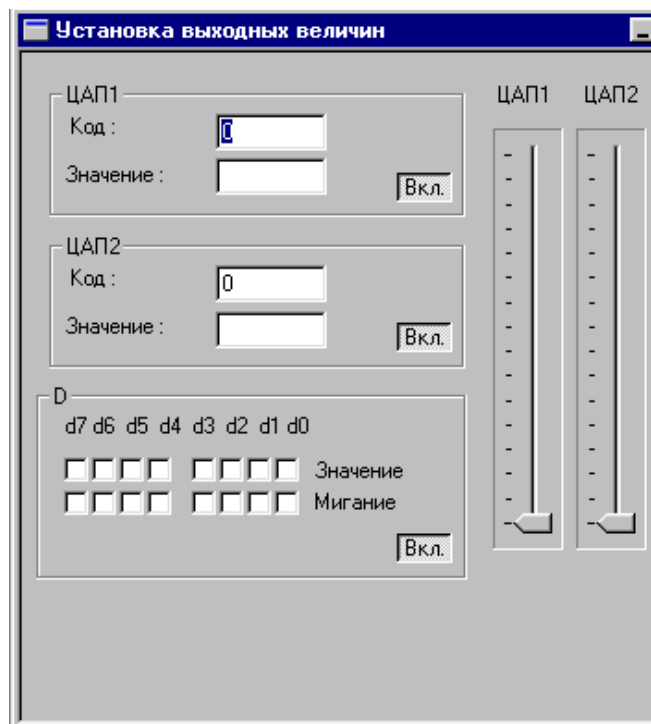 Установка выходных величин
ЦАП1
Код :
0
Значение :
Вкл.
ЦАП2
Код :
0
Значение :
Вкл.
D
d7 d6 d5 d4 d3 d2 d1 d0
Значение
Мигание
Вкл.
ЦАП1 ЦАП2